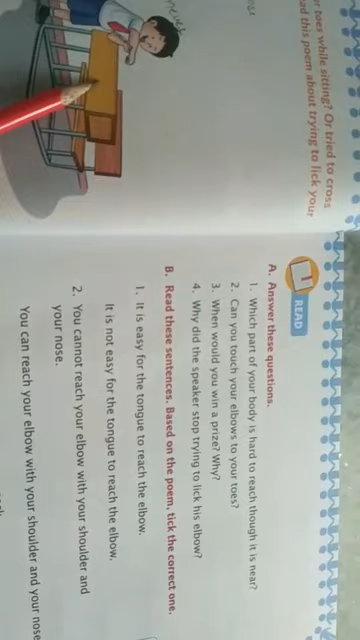 r toes while sitting? Or tried to cross
ad this poem about trying to lick your
READ
A. Answer these questions.
1. Which part of your body is hard to reach though it is near?
2. Can you touch your elbows to your toes?
3. When would you win a prize? Why?
4. Why did the speaker stop trying to lick his elbow?
B. Read these sentences. Based on the poem, tick the correct one.
1. It is easy for the tongue to reach the elbow.
It is not easy for the tongue to reach the elbow.
2. You cannot reach your elbow with your shoulder and
your nose.
You can reach your elbow with your shoulder and your nose